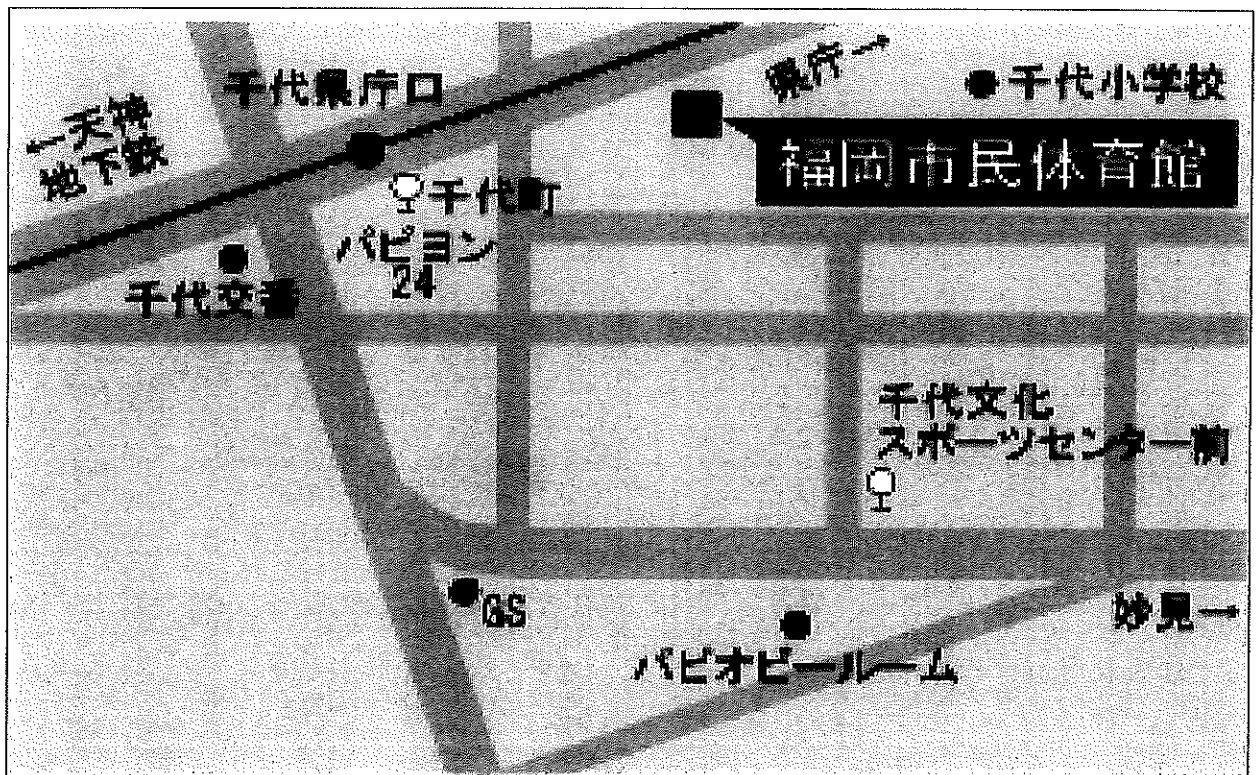 千代県庁口
県庁→
●千代小学校
←天神
地下鉄
福岡市民体育館
千代町
パピヨン
24
千代交番
千代文化
スポーツセンター前
GS
妙見→
パピオビールーム